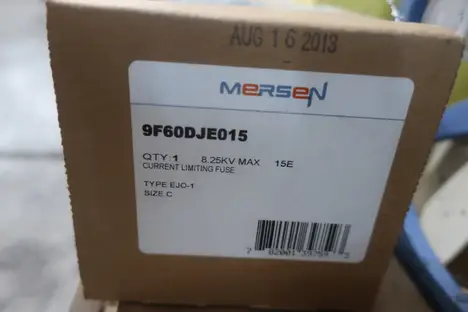 AUG 16 2013
MERSEN
9F60DJE015
QTY 1 8.25KV MAX 15E
CURRENT LIMITING FUSE
TYPE EJO-1
SIZE C